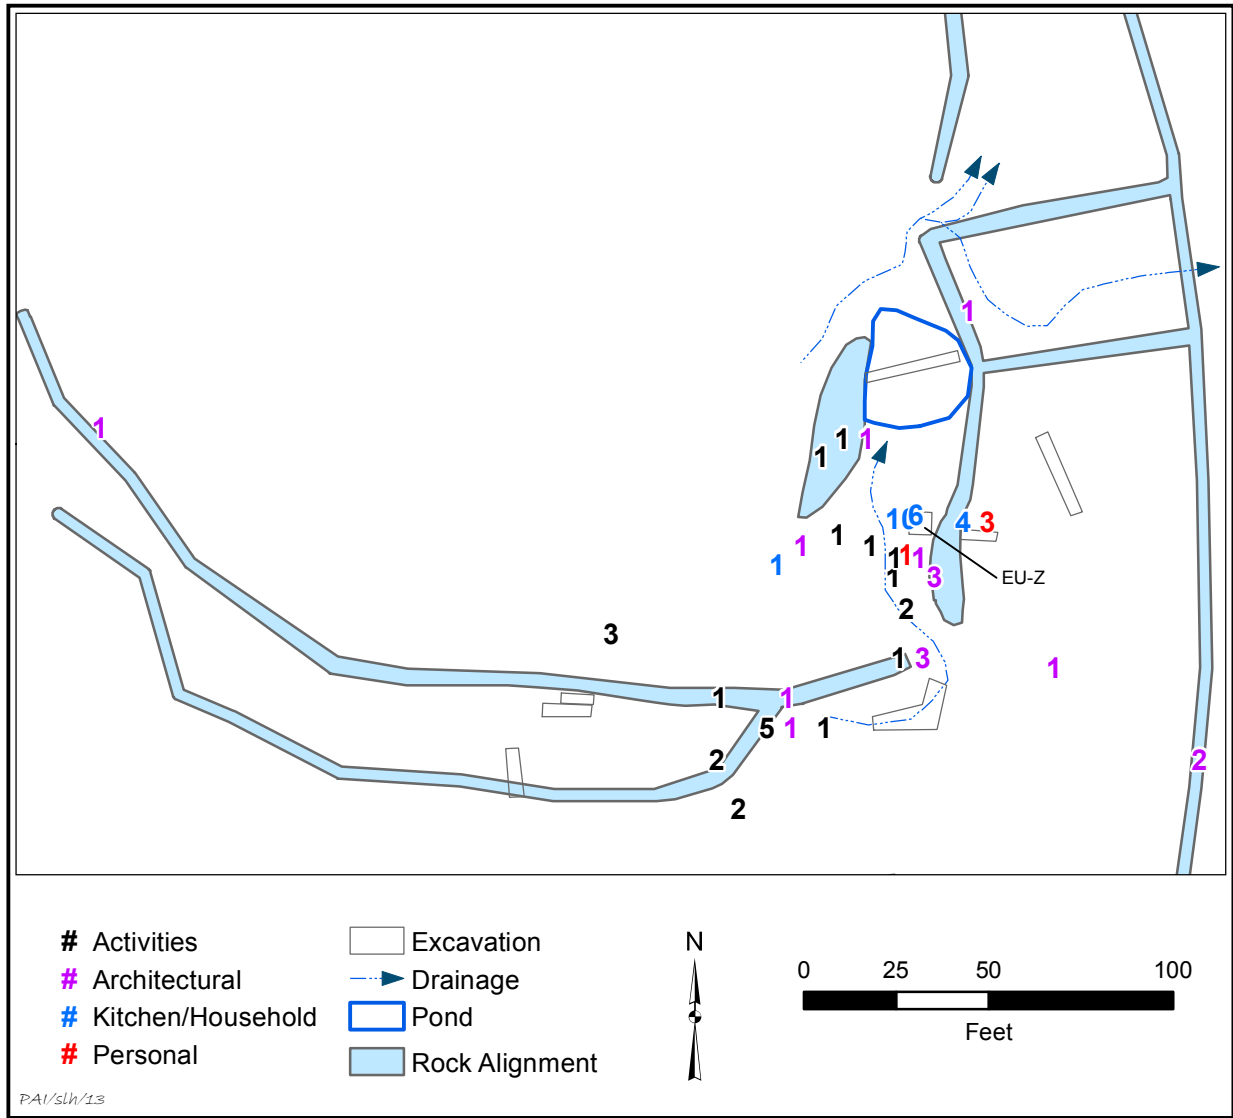 1
1
1 1
1
10 6 4 3
1 1
1 1 1 1 1
1 3
EU-Z
2
3
1 3
1
1 1
5 1 1
2
2
2
# Activities
# Architectural
# Kitchen/Household
# Personal
Excavation
Drainage
Pond
Rock Alignment
N
0 25 50 100
Feet
PAI/slh/13